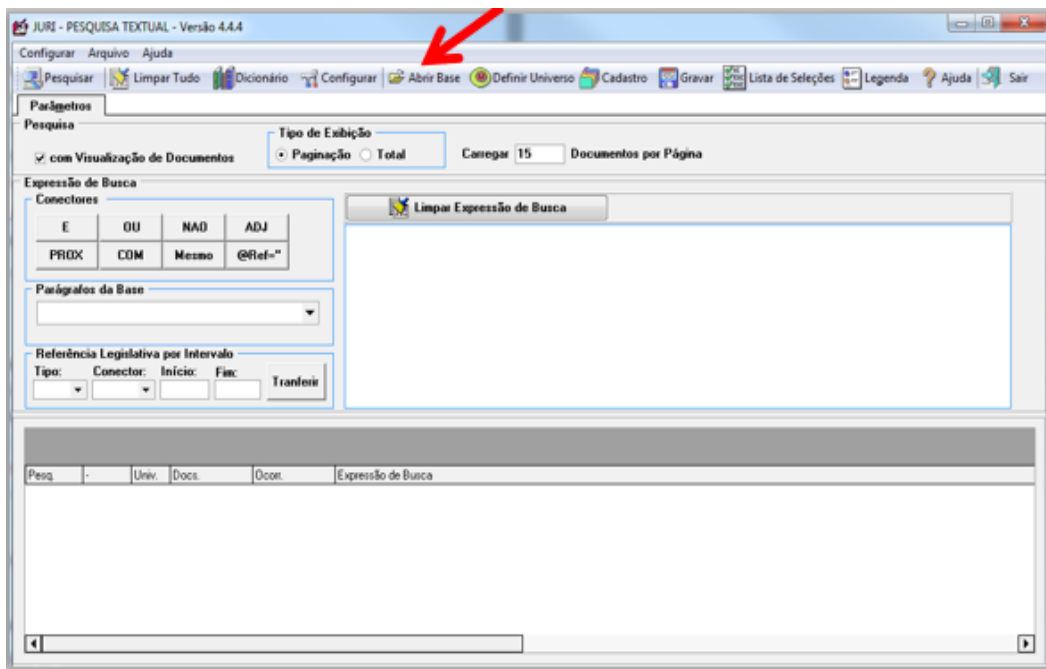 JURI - PESQUISA TEXTUAL - Versão 4.4.4
Configurar Arquivo Ajuda
Pesquisar Limpar Tudo Dicionário Configurar Abrir Base Definir Universo Cadastro Gravar Lista de Seleções Legenda Ajuda Sair
Parâmetros
Pesquisa
Tipo de Exibição
com Visualização de Documentos Paginação Total Carregar 15 Documentos por Página
Expressão de Busca
Conectores
Limpar Expressão de Busca
E OU NAO ADJ
PROX COM Mesmo @Ref="
Parágrafos da Base
Referência Legislativa por Intervalo
Tipo: Conector: Início: Fim:
Tranferir
Pesq. - Univ. Docs. Ocorr. Expressão de Busca